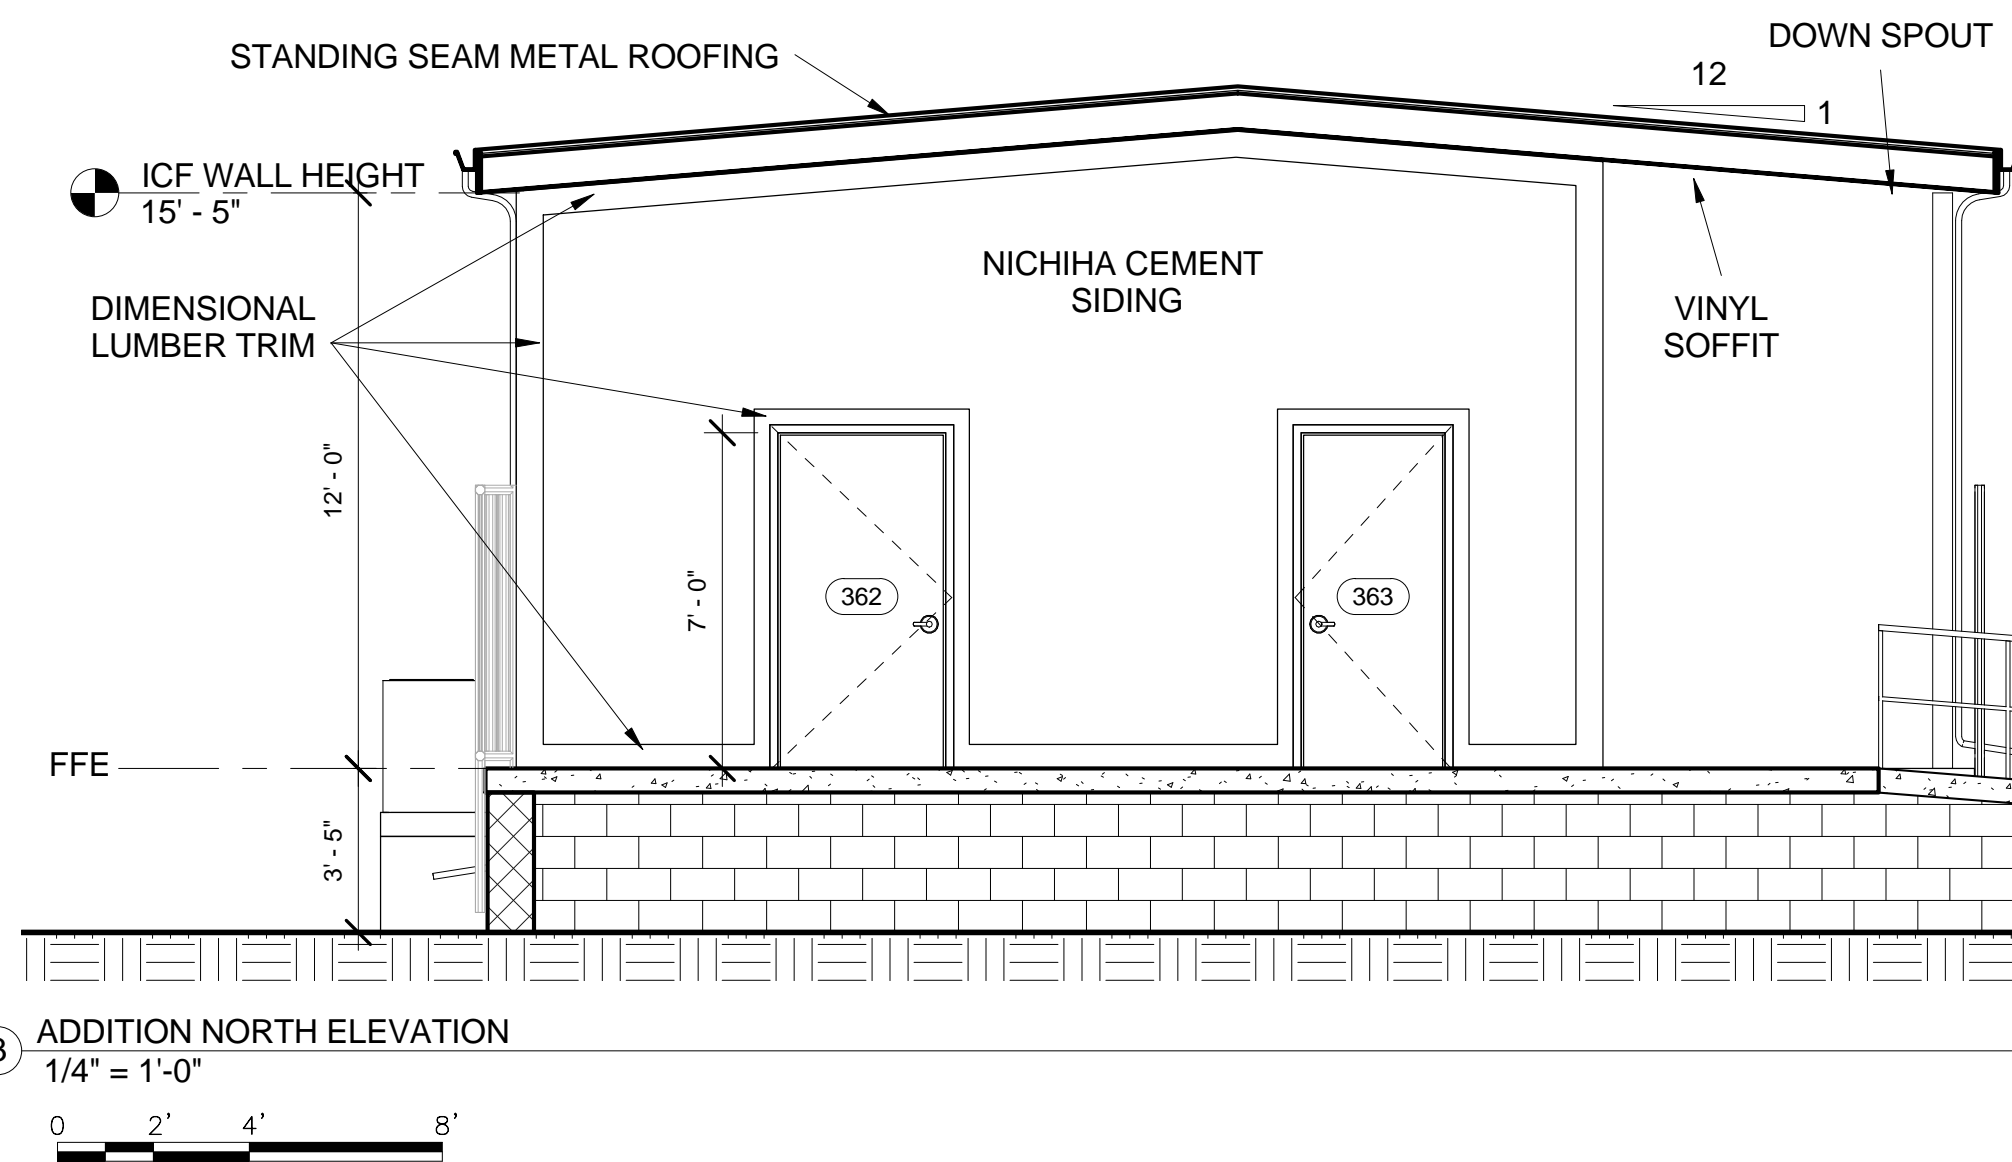 STANDING SEAM METAL ROOFING
DOWN SPOUT
12
1
ICF WALL HEIGHT
15' - 5"
NICHIHA CEMENT
SIDING
DIMENSIONAL
LUMBER TRIM
VINYL
SOFFIT
12' - 0"
7' - 0"
362
363
FFE
3' - 5"
ADDITION NORTH ELEVATION
1/4" = 1'-0"
0 2' 4' 8'